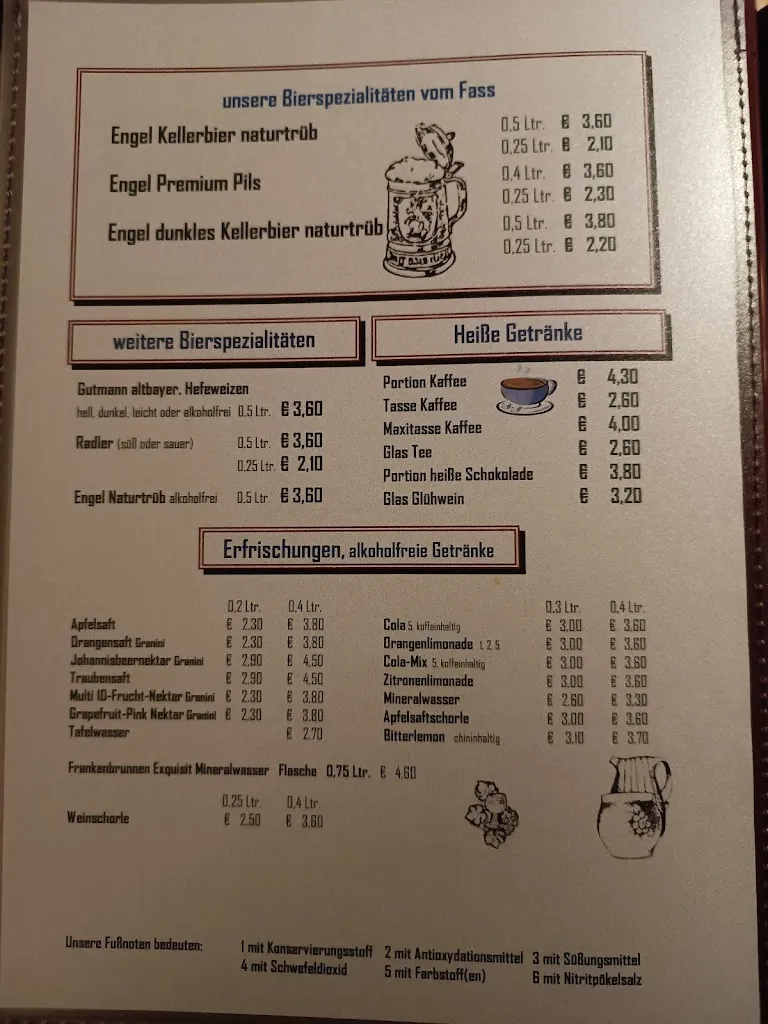 unsere Bierspezialitäten vom Fass
Engel Kellerbier naturtrüb 0,5 Ltr. € 3,60
0,25 Ltr. € 2,10
Engel Premium Pils 0,4 Ltr. € 3,60
0,25 Ltr. € 2,30
Engel dunkles Kellerbier naturtrüb 0,5 Ltr. € 3,80
0,25 Ltr. € 2,20
weitere Bierspezialitäten
Gutmann altbayer. Hefeweizen
hell, dunkel, leicht oder alkoholfrei 0,5 Ltr. € 3,60
Radler (süß oder sauer) 0,5 Ltr. € 3,60
0,25 Ltr. € 2,10
Engel Naturtrüb alkoholfrei 0,5 Ltr. € 3,60
Heiße Getränke
Portion Kaffee € 4,30
Tasse Kaffee € 2,60
Maxitasse Kaffee € 4,00
Glas Tee € 2,60
Portion heiße Schokolade € 3,80
Glas Glühwein € 3,20
Erfrischungen, alkoholfreie Getränke
0,2 Ltr. 0,4 Ltr.
Apfelsaft € 2,30 € 3,80
Orangensaft Granini € 2,30 € 3,80
Johannisbeernektar Granini € 2,90 € 4,50
Traubensaft € 2,90 € 4,50
Multi 10-Frucht-Nektar Granini € 2,30 € 3,80
Grapefruit-Pink Nektar Granini € 2,30 € 3,80
Tafelwasser € 2,70
0,3 Ltr. 0,4 Ltr.
Cola 5, koffeinhaltig € 3,00 € 3,60
Orangenlimonade 1, 2, 5 € 3,00 € 3,60
Cola-Mix 5, koffeinhaltig € 3,00 € 3,60
Zitronenlimonade € 3,00 € 3,60
Mineralwasser € 2,60 € 3,30
Apfelsaftschorle € 3,00 € 3,60
Bitterlemon chininhaltig € 3,10 € 3,70
Frankenbrunnen Exquisit Mineralwasser Flasche 0,75 Ltr. € 4,60
0,25 Ltr. 0,4 Ltr.
Weinschorle € 2,50 € 3,60
Unsere Fußnoten bedeuten: 1 mit Konservierungsstoff 2 mit Antioxydationsmittel 3 mit Süßungsmittel
4 mit Schwefeldioxid 5 mit Farbstoff(en) 6 mit Nitritpökelsalz